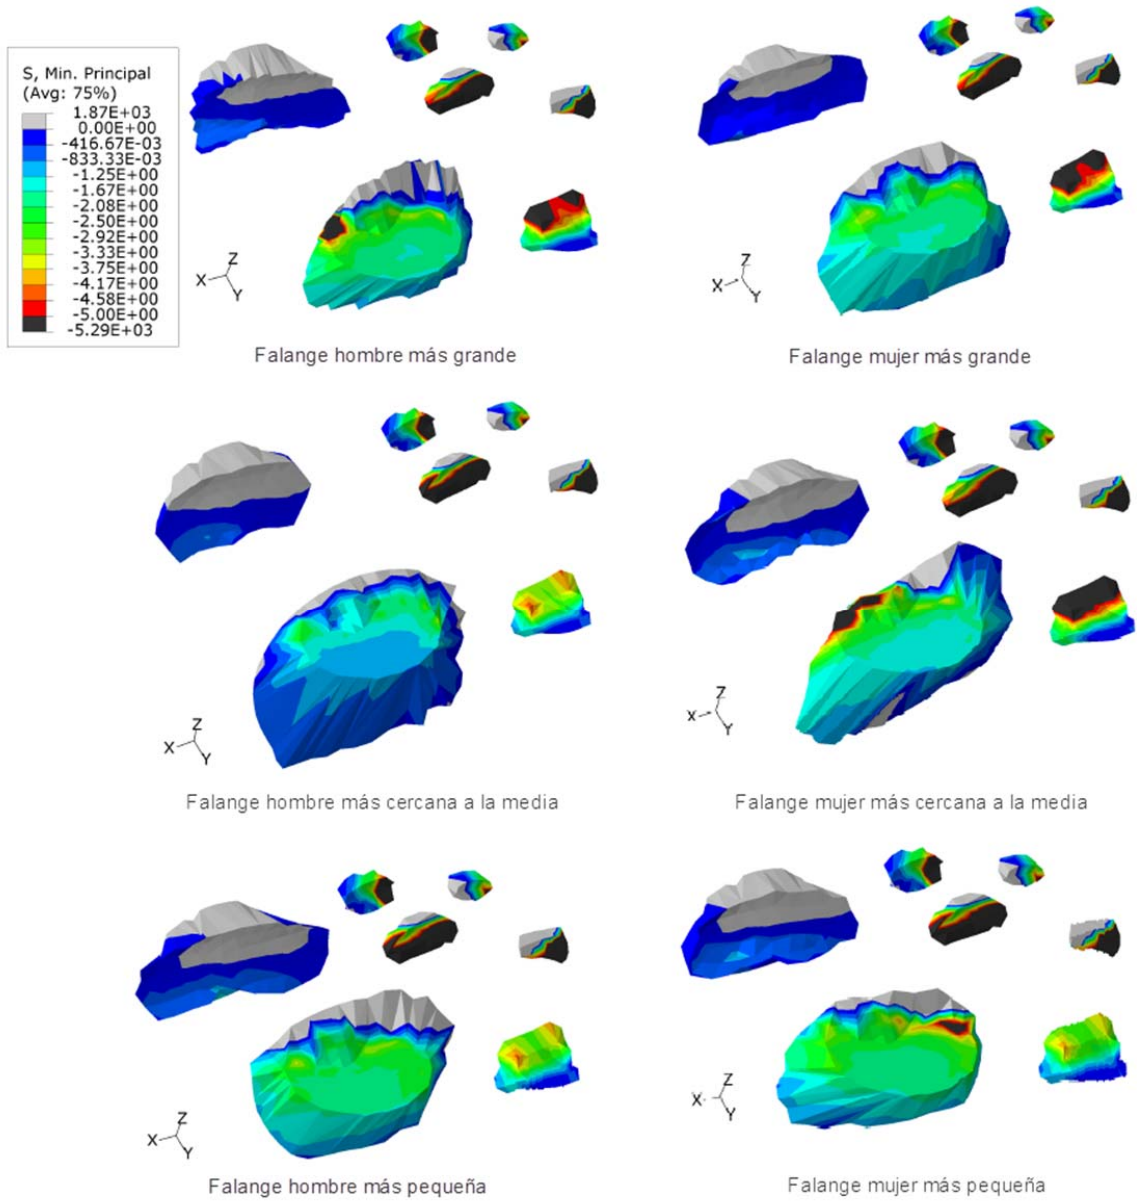 S, Min. Principal
(Avg: 75%)
1.87E+03
0.00E+00
-416.67E-03
-833.33E-03
-1.25E+00
-1.67E+00
-2.08E+00
-2.50E+00
-2.92E+00
-3.33E+00
-3.75E+00
-4.17E+00
-4.58E+00
-5.00E+00
-5.29E+03
Z
X
Y
Z
X
Y
Falange hombre más grande
Falange mujer más grande
Z
X
Y
Z
X
Y
Falange hombre más cercana a la media
Falange mujer más cercana a la media
Z
X
Y
Z
X
Y
Falange hombre más pequeña
Falange mujer más pequeña